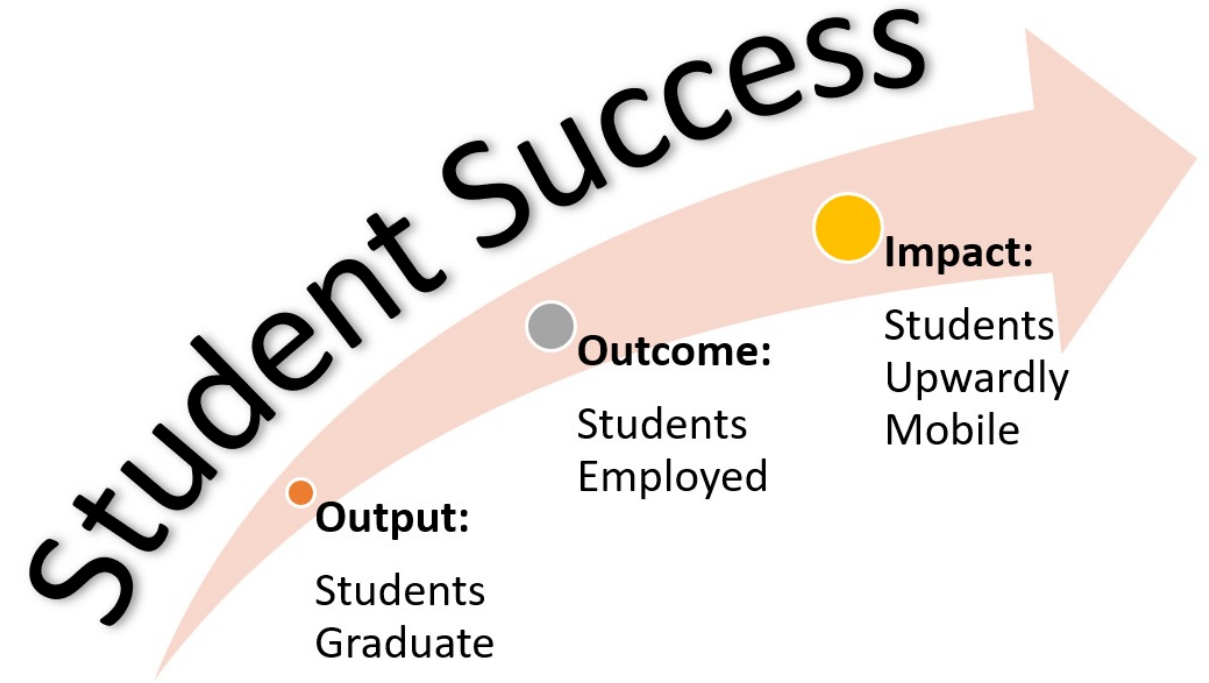 Student Success
Output:
Students
Graduate
Outcome:
Students
Employed
Impact:
Students
Upwardly
Mobile